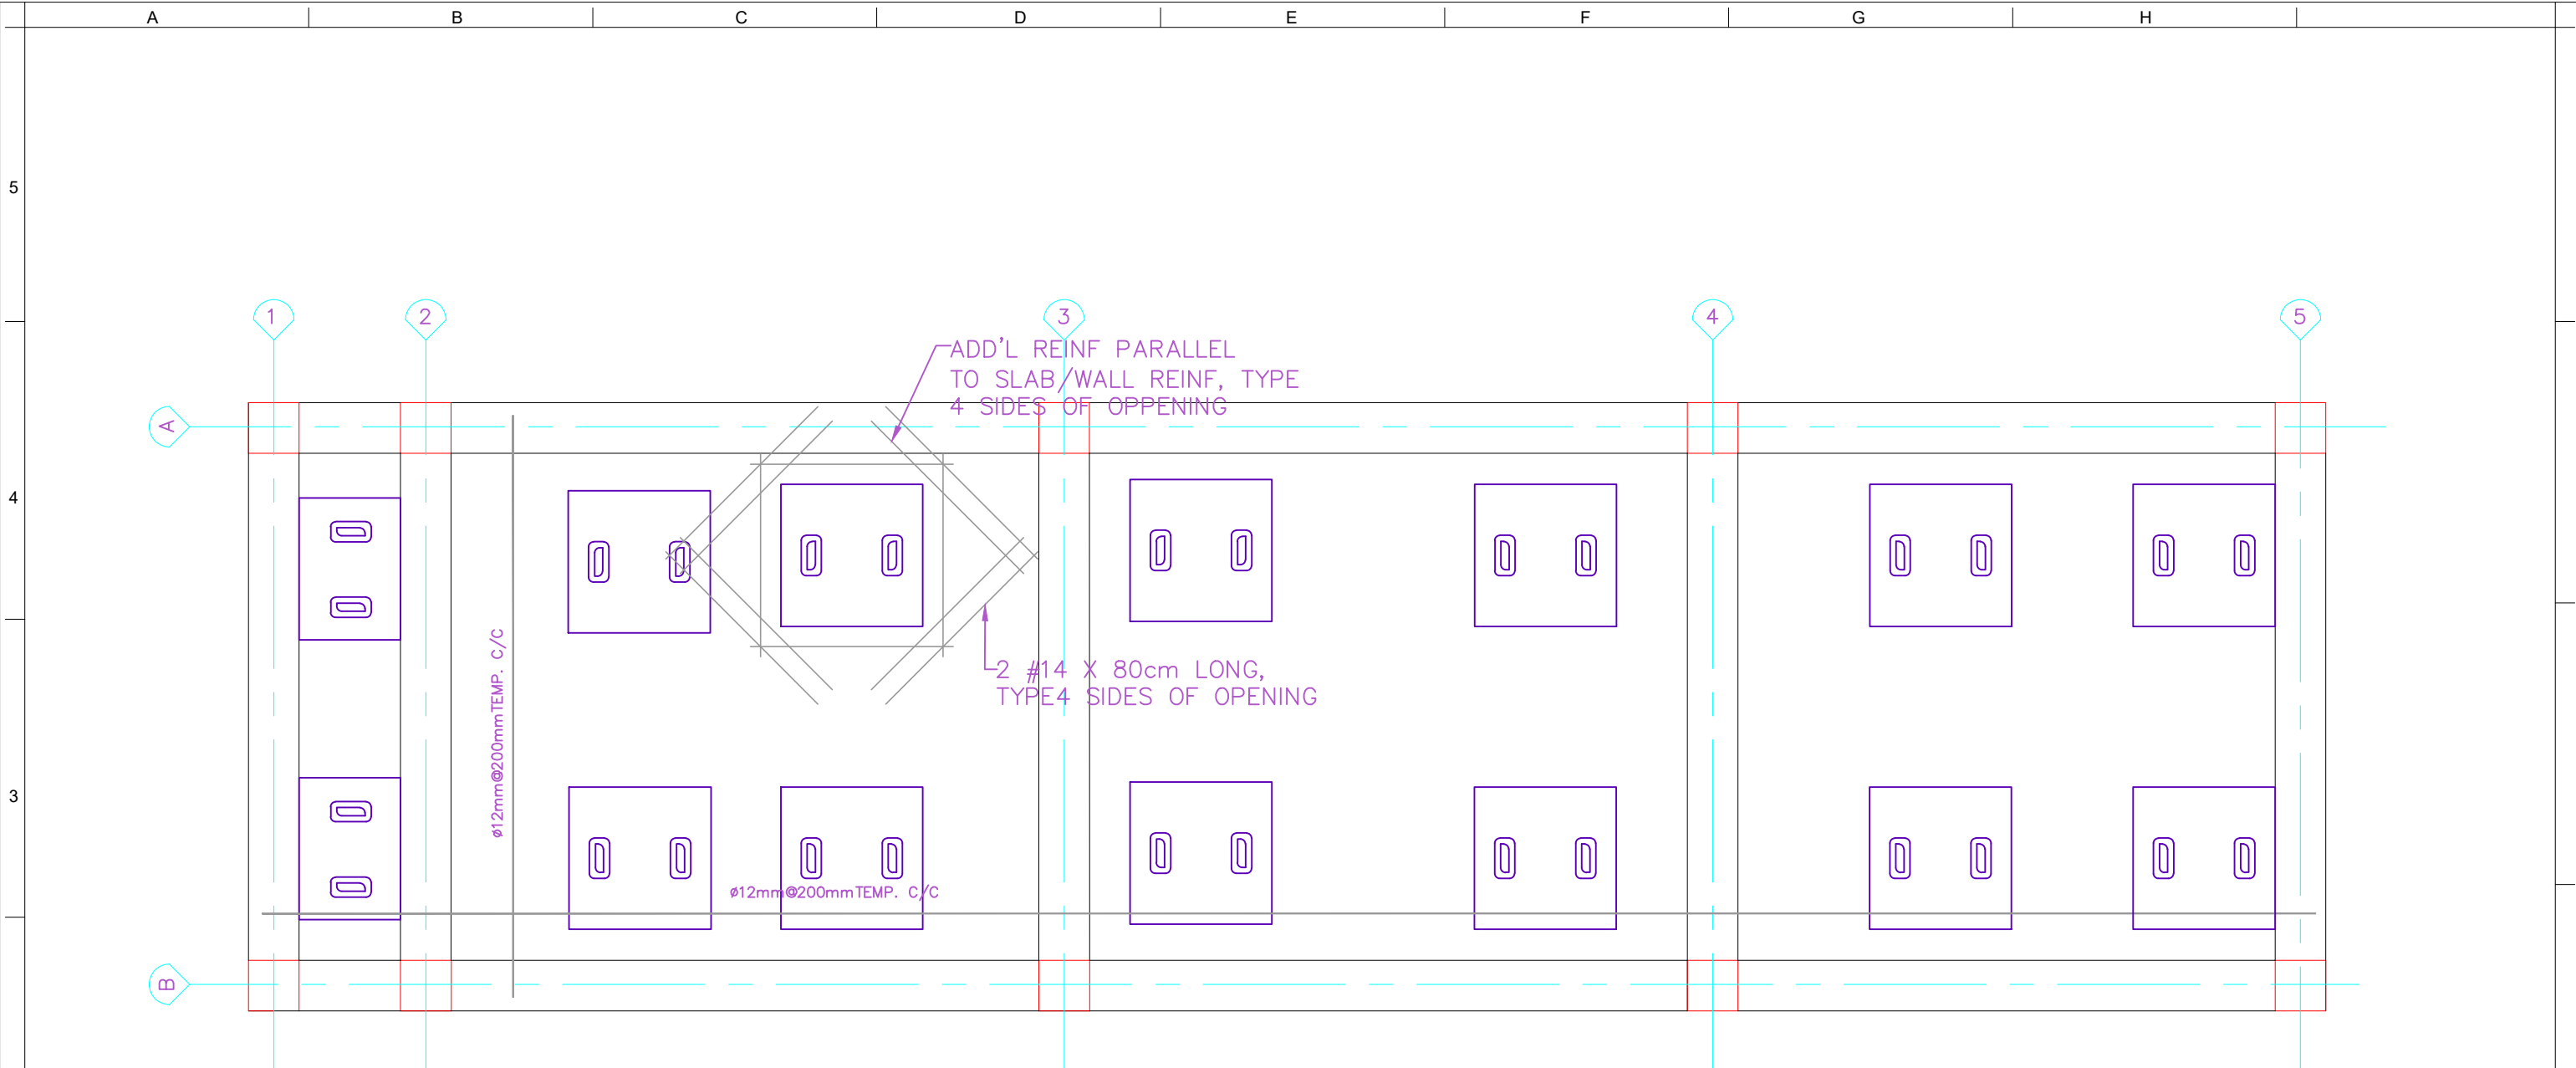 A B C D E F G H
5
1 2 3 4 5
ADD'L REINF PARALLEL
TO SLAB/WALL REINF, TYPE
4 SIDES OF OPPENING
A
4
ø12mm@200mmTEMP. C/C
2 #14 X 80cm LONG,
TYPE4 SIDES OF OPENING
3
ø12mm@200mmTEMP. C/C
B